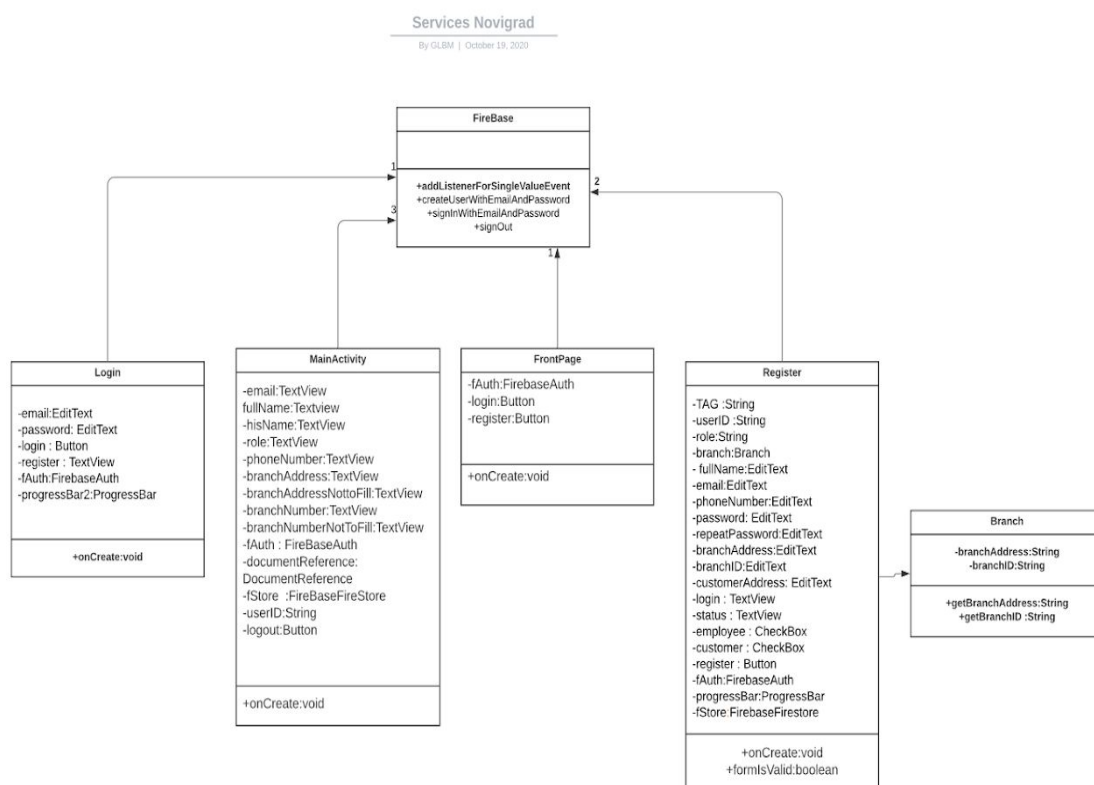 Services Novigrad
By GLBM | October 19, 2020
FireBase
+addListenerForSingleValueEvent
+createUserWithEmailAndPassword
+signInWithEmailAndPassword
+signOut
1
3
1
2
Login
-email:EditText
-password: EditText
-login : Button
-register : TextView
-fAuth:FirebaseAuth
-progressBar2:ProgressBar
+onCreate:void
MainActivity
-email:TextView
fullName:Textview
-hisName:TextView
-role:TextView
-phoneNumber:TextView
-branchAddress:TextView
-branchAddressNottoFill:TextView
-branchNumber:TextView
-branchNumberNotToFill:TextView
-fAuth : FireBaseAuth
-documentReference:
DocumentReference
-fStore :FireBaseFireStore
-userID:String
-logout:Button
+onCreate:void
FrontPage
-fAuth:FirebaseAuth
-login:Button
-register:Button
+onCreate:void
Register
-TAG :String
-userID :String
-role:String
-branch:Branch
- fullName:EditText
-email:EditText
-phoneNumber:EditText
-password: EditText
-repeatPassword:EditText
-branchAddress:EditText
-branchID:EditText
-customerAddress: EditText
-login : TextView
-status : TextView
-employee : CheckBox
-customer : CheckBox
-register : Button
-fAuth:FirebaseAuth
-progressBar:ProgressBar
-fStore:FirebaseFirestore
+onCreate:void
+formIsValid:boolean
Branch
-branchAddress:String
-branchID:String
+getBranchAddress:String
+getBranchID :String